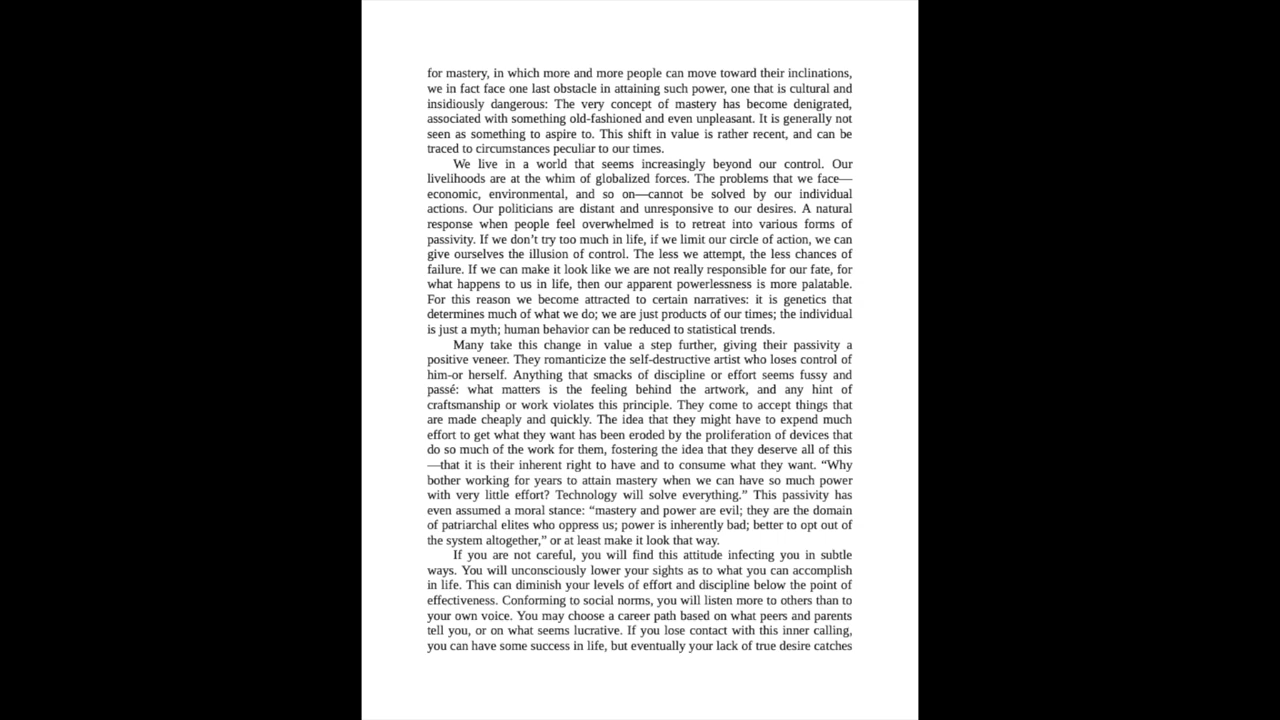 for mastery, in which more and more people can move toward their inclinations,
we in fact face one last obstacle in attaining such power, one that is cultural and
insidiously dangerous: The very concept of mastery has become denigrated,
associated with something old-fashioned and even unpleasant. It is generally not
seen as something to aspire to. This shift in value is rather recent, and can be
traced to circumstances peculiar to our times.
We live in a world that seems increasingly beyond our control. Our
livelihoods are at the whim of globalized forces. The problems that we face—
economic, environmental, and so on—cannot be solved by our individual
actions. Our politicians are distant and unresponsive to our desires. A natural
response when people feel overwhelmed is to retreat into various forms of
passivity. If we don’t try too much in life, if we limit our circle of action, we can
give ourselves the illusion of control. The less we attempt, the less chances of
failure. If we can make it look like we are not really responsible for our fate, for
what happens to us in life, then our apparent powerlessness is more palatable.
For this reason we become attracted to certain narratives: it is genetics that
determines much of what we do; we are just products of our times; the individual
is just a myth; human behavior can be reduced to statistical trends.
Many take this change in value a step further, giving their passivity a
positive veneer. They romanticize the self-destructive artist who loses control of
him-or herself. Anything that smacks of discipline or effort seems fussy and
passé: what matters is the feeling behind the artwork, and any hint of
craftsmanship or work violates this principle. They come to accept things that
are made cheaply and quickly. The idea that they might have to expend much
effort to get what they want has been eroded by the proliferation of devices that
do so much of the work for them, fostering the idea that they deserve all of this
—that it is their inherent right to have and to consume what they want. “Why
bother working for years to attain mastery when we can have so much power
with very little effort? Technology will solve everything.” This passivity has
even assumed a moral stance: “mastery and power are evil; they are the domain
of patriarchal elites who oppress us; power is inherently bad; better to opt out of
the system altogether,” or at least make it look that way.
If you are not careful, you will find this attitude infecting you in subtle
ways. You will unconsciously lower your sights as to what you can accomplish
in life. This can diminish your levels of effort and discipline below the point of
effectiveness. Conforming to social norms, you will listen more to others than to
your own voice. You may choose a career path based on what peers and parents
tell you, or on what seems lucrative. If you lose contact with this inner calling,
you can have some success in life, but eventually your lack of true desire catches